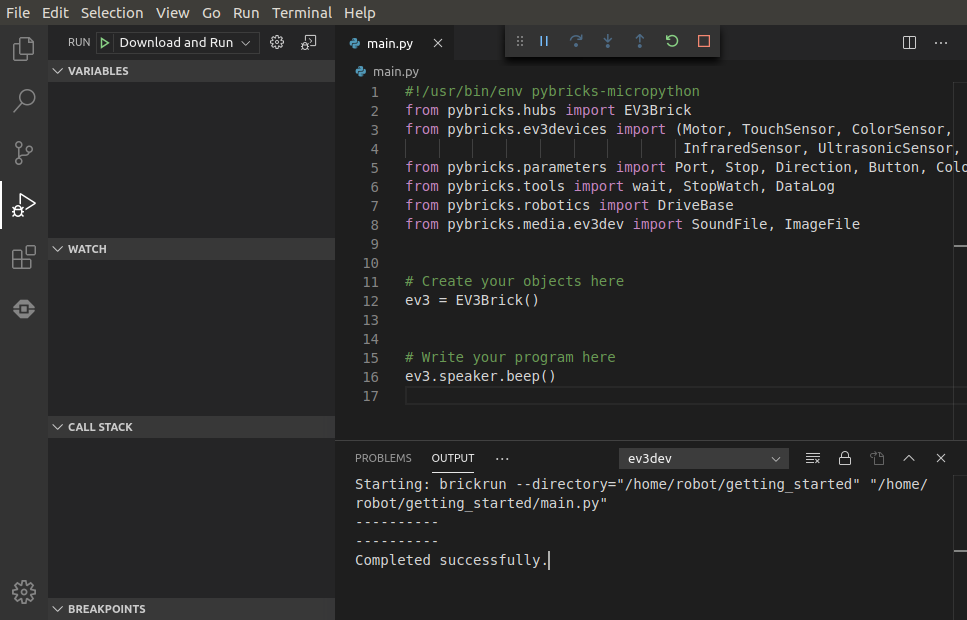 File Edit Selection View Go Run Terminal Help
RUN Download and Run
main.py
VARIABLES
WATCH
CALL STACK
BREAKPOINTS
main.py
1 #!/usr/bin/env pybricks-micropython
2 from pybricks.hubs import EV3Brick
3 from pybricks.ev3devices import (Motor, TouchSensor, ColorSensor,
4 InfraredSensor, UltrasonicSensor,
5 from pybricks.parameters import Port, Stop, Direction, Button, Colo
6 from pybricks.tools import wait, StopWatch, DataLog
7 from pybricks.robotics import DriveBase
8 from pybricks.media.ev3dev import SoundFile, ImageFile
9
10
11 # Create your objects here
12 ev3 = EV3Brick()
13
14
15 # Write your program here
16 ev3.speaker.beep()
17
PROBLEMS OUTPUT ··· ev3dev
Starting: brickrun --directory="/home/robot/getting_started" "/home/
robot/getting_started/main.py"
----------
----------
Completed successfully.